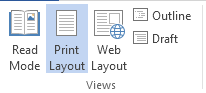 Read Mode
Print Layout
Web Layout
Outline
Draft
Views